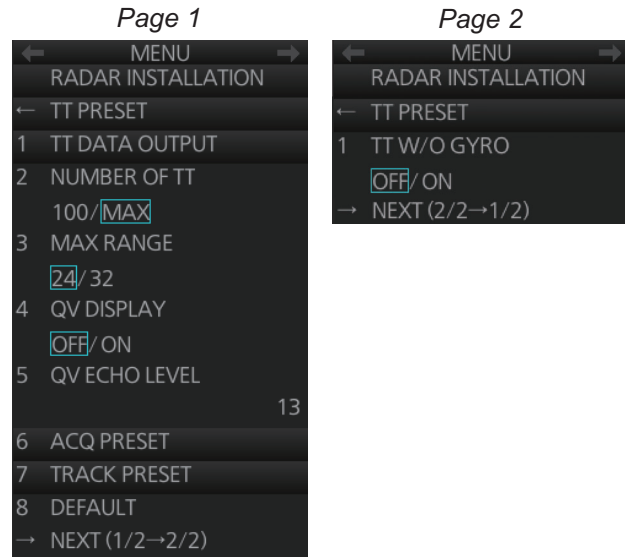 Page 1
MENU
RADAR INSTALLATION
← TT PRESET
1 TT DATA OUTPUT
2 NUMBER OF TT
100/MAX
3 MAX RANGE
24/32
4 QV DISPLAY
OFF/ON
5 QV ECHO LEVEL
13
6 ACQ PRESET
7 TRACK PRESET
8 DEFAULT
→ NEXT (1/2→2/2)
Page 2
MENU
RADAR INSTALLATION
← TT PRESET
1 TT W/O GYRO
OFF/ON
→ NEXT (2/2→1/2)